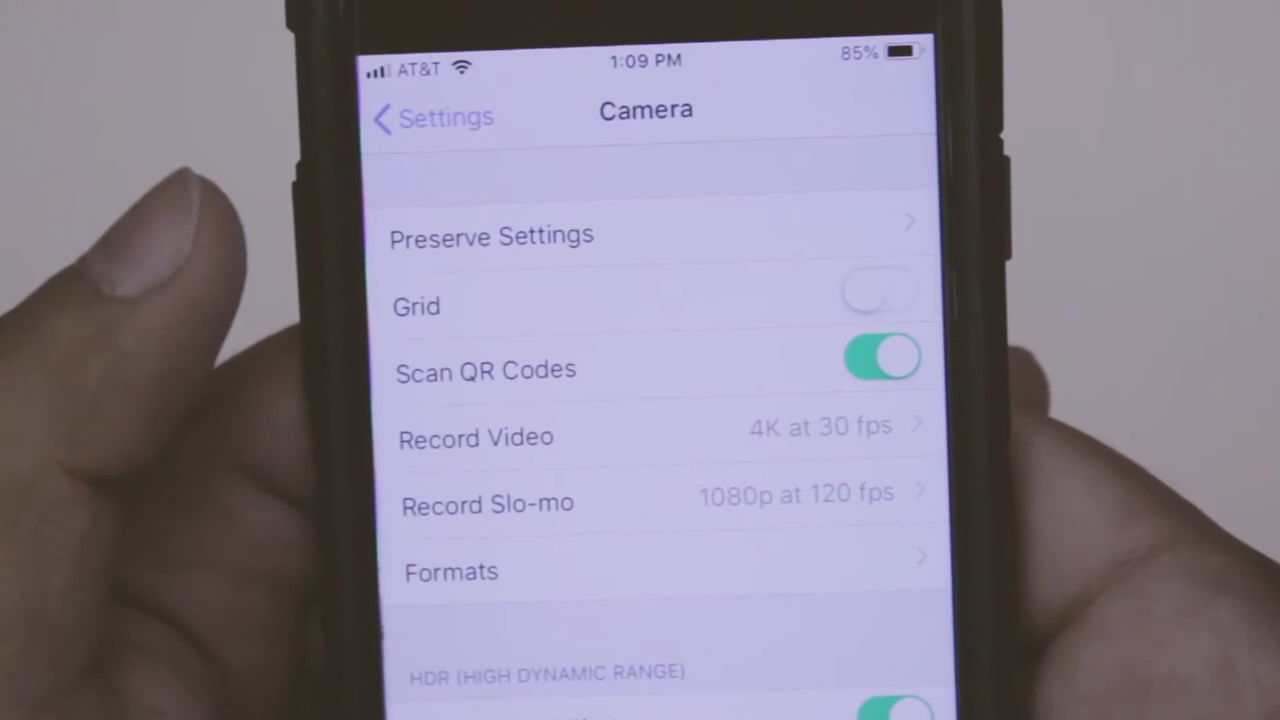 AT&T 1:09 PM 85%
Settings Camera
Preserve Settings
Grid
Scan QR Codes
Record Video 4K at 30 fps
Record Slo-mo 1080p at 120 fps
Formats
HDR (HIGH DYNAMIC RANGE)